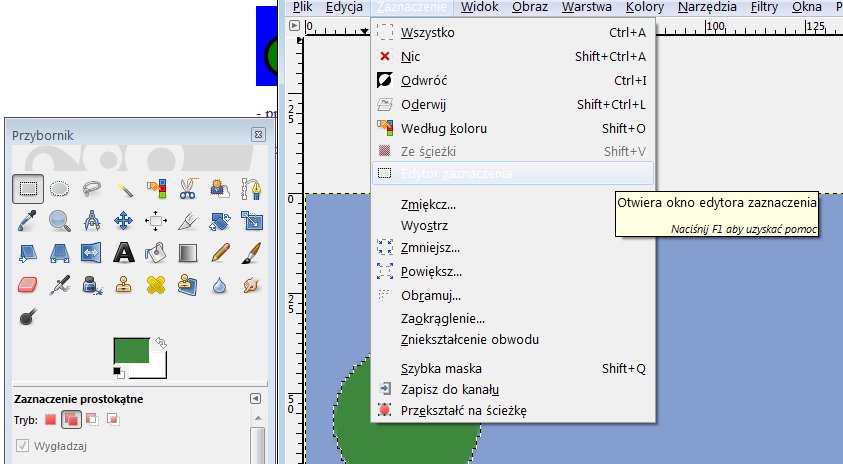 Plik Edycja Zaznaczenie Widok Obraz Warstwa Kolory Narzędzia Filtry Okna P
0 100 125
Wszystko Ctrl+A
Nic Shift+Ctrl+A
Odwróć Ctrl+I
Oderwij Shift+Ctrl+L
Według koloru Shift+O
Ze ścieżki Shift+V
Edytor zaznaczenia
Otwiera okno edytora zaznaczenia
Naciśnij F1 aby uzyskać pomoc
Zmiękcz...
Wyostrz
Zmniejsz...
Powiększ...
Obramuj...
Zaokrąglenie...
Zniekształcenie obwodu
Szybka maska Shift+Q
Zapisz do kanału
Przekształć na ścieżkę
25
0
25
50
- pr
Przybornik
Zaznaczenie prostokątne
Tryb:
Wygładzaj